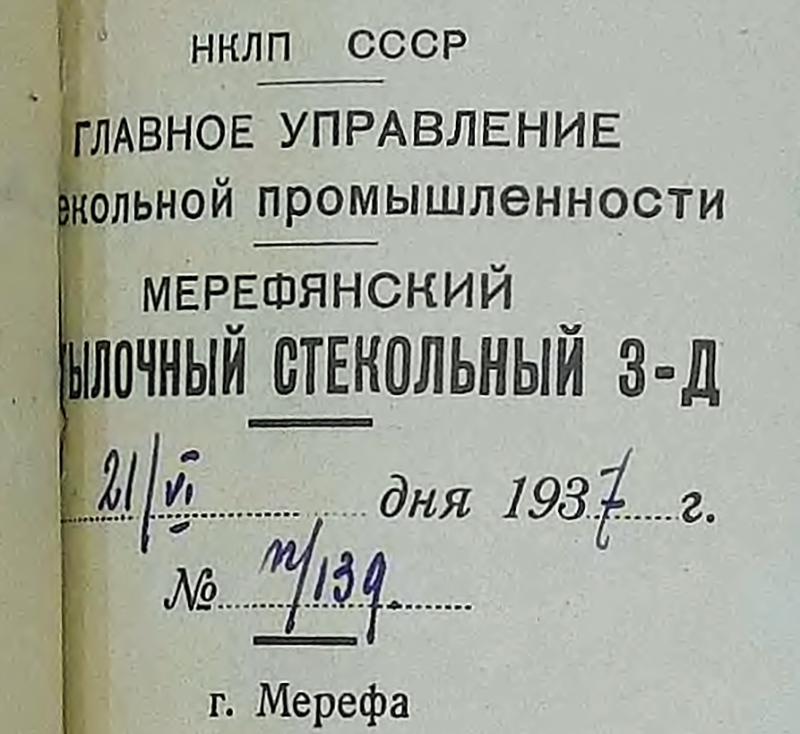 НКЛП СССР
ГЛАВНОЕ УПРАВЛЕНИЕ
екольной промышленности
МЕРЕФЯНСКИЙ
ылочный СТЕКОЛЬНЫЙ З-Д
21/VI дня 1937 г.
№ п/139.
г. Мерефа